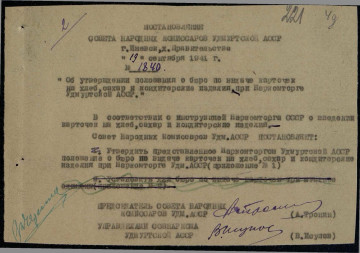 2
221
49
ПОСТАНОВЛЕНИЕ
СОВЕТА НАРОДНЫХ КОМИССАРОВ УДМУРТСКОЙ АССР
г.Ижевск, д.Правительства
"19" сентября 1941 г.
№ 1840
"Об утверждении положения о бюро по выдаче карточек
на хлеб, сахар и кондитерские изделия при Наркомторге
Удмуртской АССР".
В соответствии с инструкцией Наркомторга СССР о введении
карточек на хлеб, сахар и кондитерские изделия.-
Совет Народных Комиссаров Удм.АССР ПОСТАНОВЛЯЕТ:
Утвердить представленное Наркомторгом Удмуртской АССР
положение о бюро по выдаче карточек на хлеб, сахар и кондитерские
изделия при Наркомторге Удм.АССР (приложение № 1)
ПРЕДСЕДАТЕЛЬ СОВЕТА НАРОДНЫХ
КОМИССАРОВ УДМ.АССР
(А.Тронин)
УПРАВЛЯЮЩИЙ СОВНАРКОМА
УДМУРТСКОЙ АССР